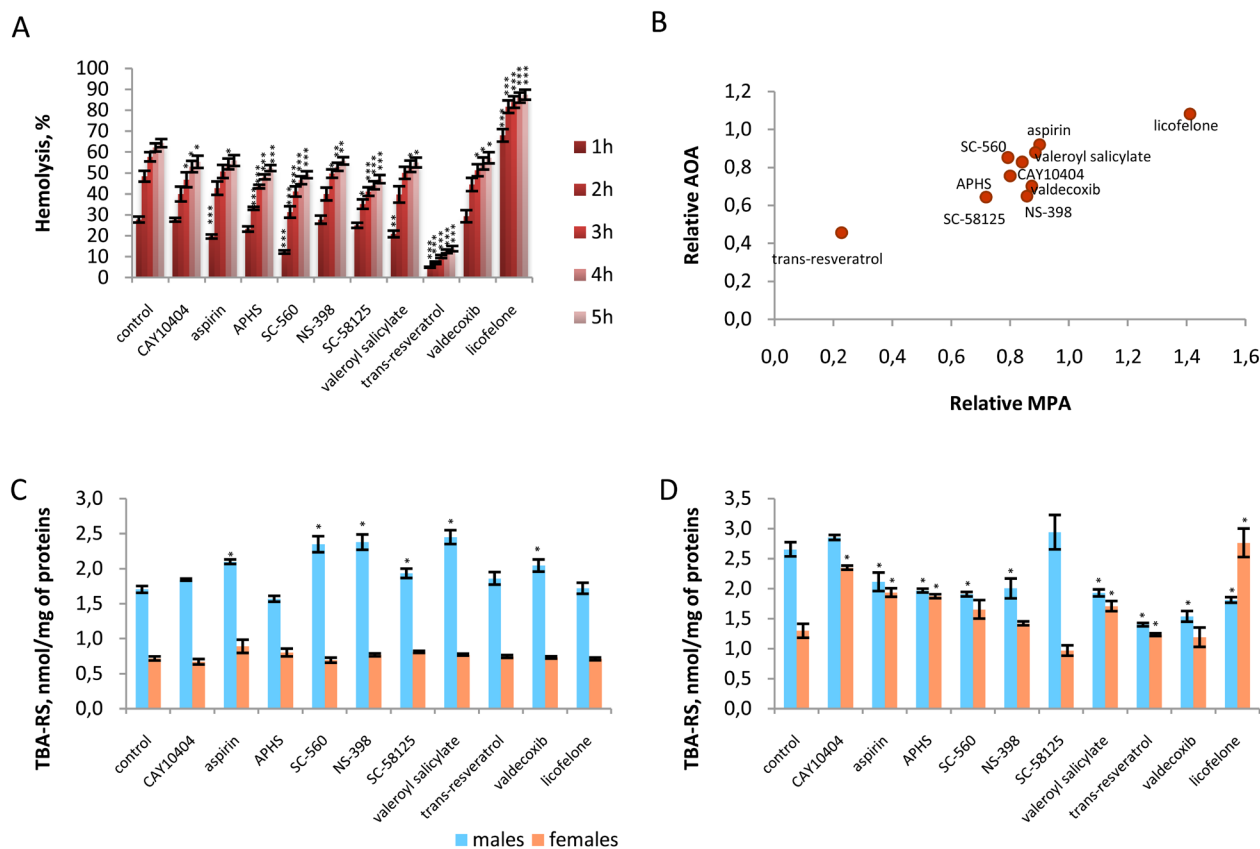 A
Hemolysis, %
100
90
80
70
60
50
40
30
20
10
0
control
CAY10404
aspirin
APHS
SC-560
NS-398
SC-58125
valeroyl salicylate
trans-resveratrol
valdecoxib
licofelone
1h
2h
3h
4h
5h
B
Relative AOA
1,2
1,0
0,8
0,6
0,4
0,2
0,0
licofelone
aspirin
SC-560
valeroyl salicylate
CAY10404
APHS
valdecoxib
NS-398
SC-58125
trans-resveratrol
0,0 0,2 0,4 0,6 0,8 1,0 1,2 1,4 1,6
Relative MPA
C
TBA-RS, nmol/mg of proteins
3,0
2,5
2,0
1,5
1,0
0,5
0,0
* * * * * *
control
CAY10404
aspirin
APHS
SC-560
NS-398
SC-58125
valeroyl salicylate
trans-resveratrol
valdecoxib
licofelone
males females
D
TBA-RS, nmol/mg of proteins
3,5
3,0
2,5
2,0
1,5
1,0
0,5
0,0
control
CAY10404
aspirin
APHS
SC-560
NS-398
SC-58125
valeroyl salicylate
trans-resveratrol
valdecoxib
licofelone